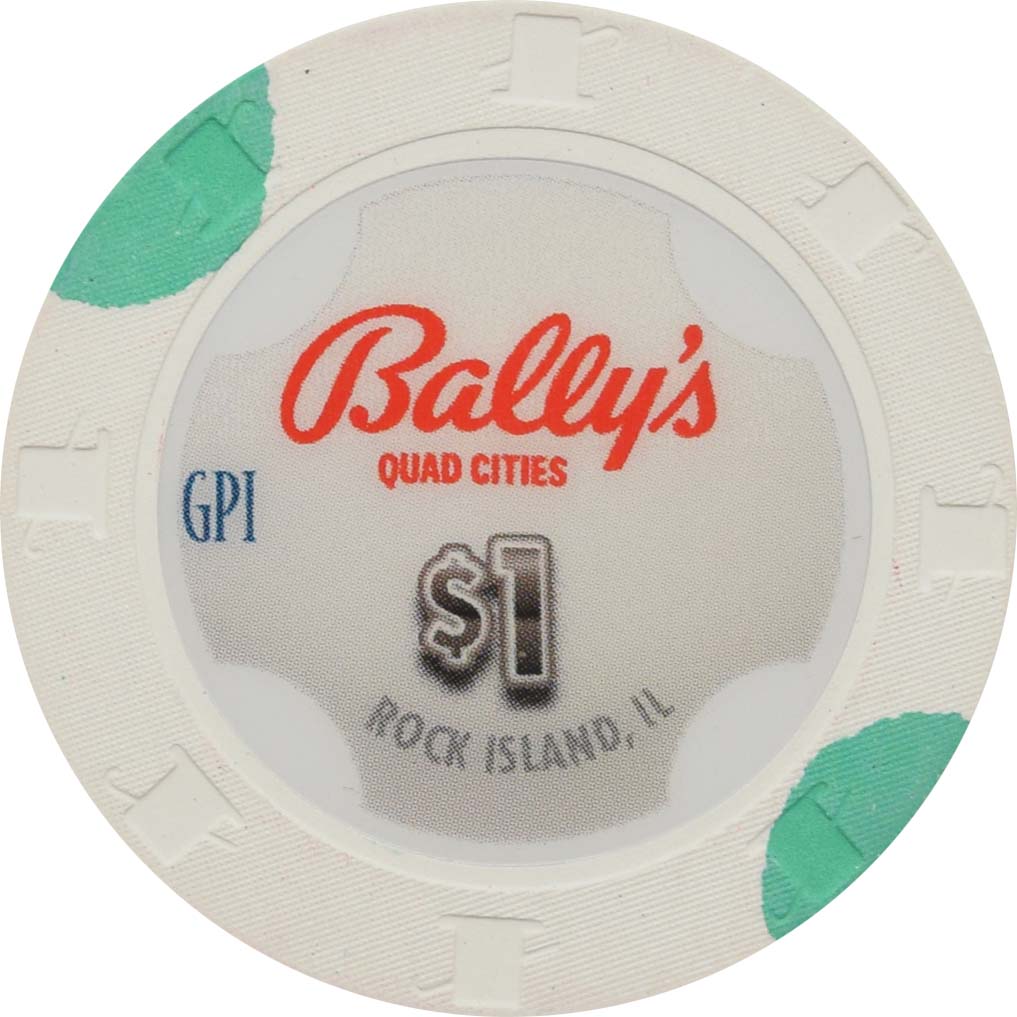 Bally's
QUAD CITIES
GPI
$1
ROCK ISLAND, IL